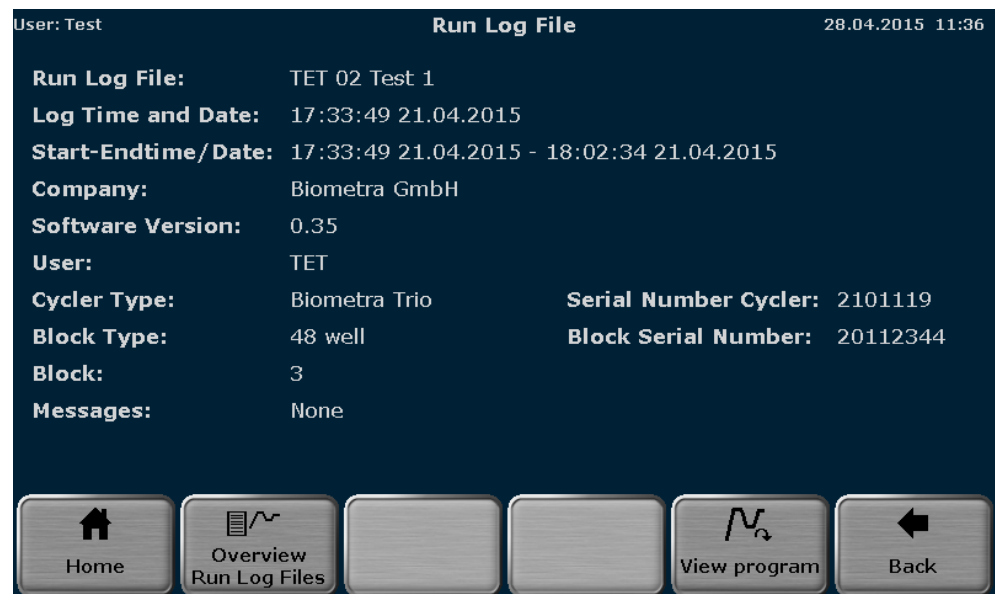 User: Test Run Log File 28.04.2015 11:36
Run Log File: TET 02 Test 1
Log Time and Date: 17:33:49 21.04.2015
Start-Endtime/Date: 17:33:49 21.04.2015 - 18:02:34 21.04.2015
Company: Biometra GmbH
Software Version: 0.35
User: TET
Cycler Type: Biometra Trio Serial Number Cycler: 2101119
Block Type: 48 well Block Serial Number: 20112344
Block: 3
Messages: None
Home
Overview
Run Log Files
View program
Back